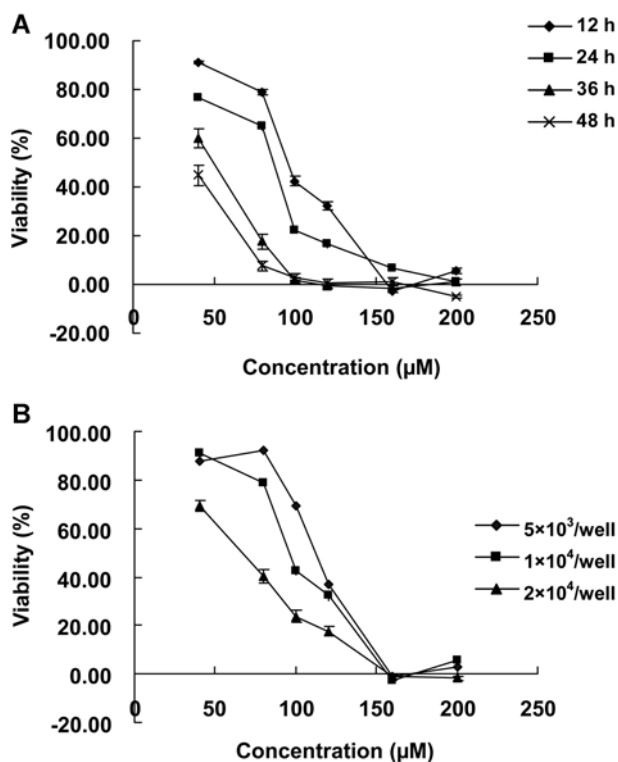 A
100.00
80.00
60.00
40.00
20.00
0.00
-20.00
Viability (%)
0 50 100 150 200 250
Concentration (µM)
12 h
24 h
36 h
48 h
B
100.00
80.00
60.00
40.00
20.00
0.00
-20.00
Viability (%)
0 50 100 150 200 250
Concentration (µM)
5×10³/well
1×10⁴/well
2×10⁴/well